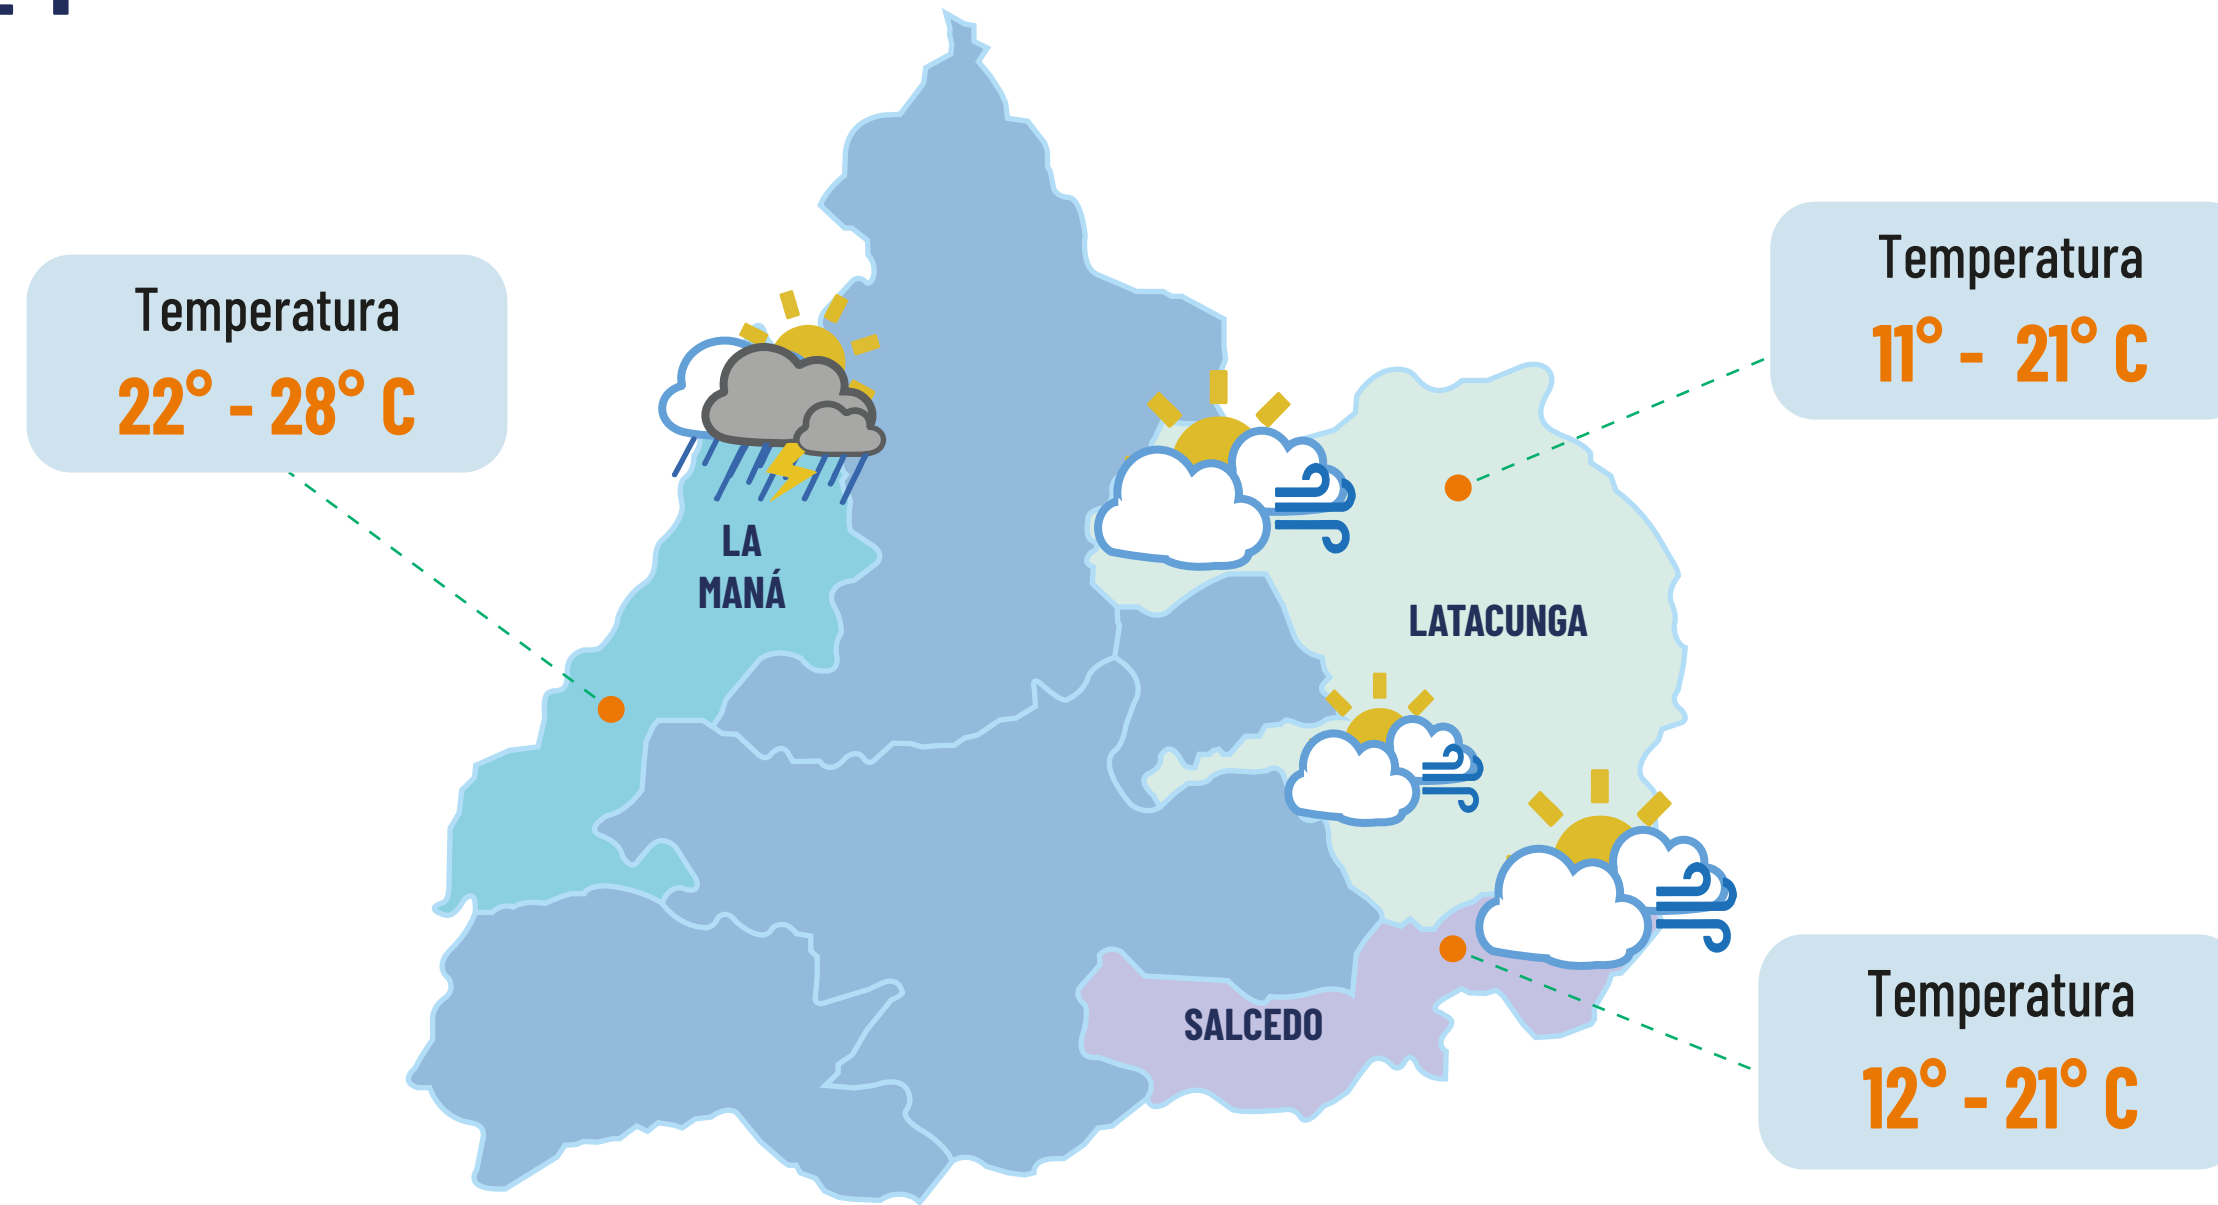 Temperatura
22° - 28° C
Temperatura
11° - 21° C
LA
MANÁ
LATACUNGA
SALCEDO
Temperatura
12° - 21° C